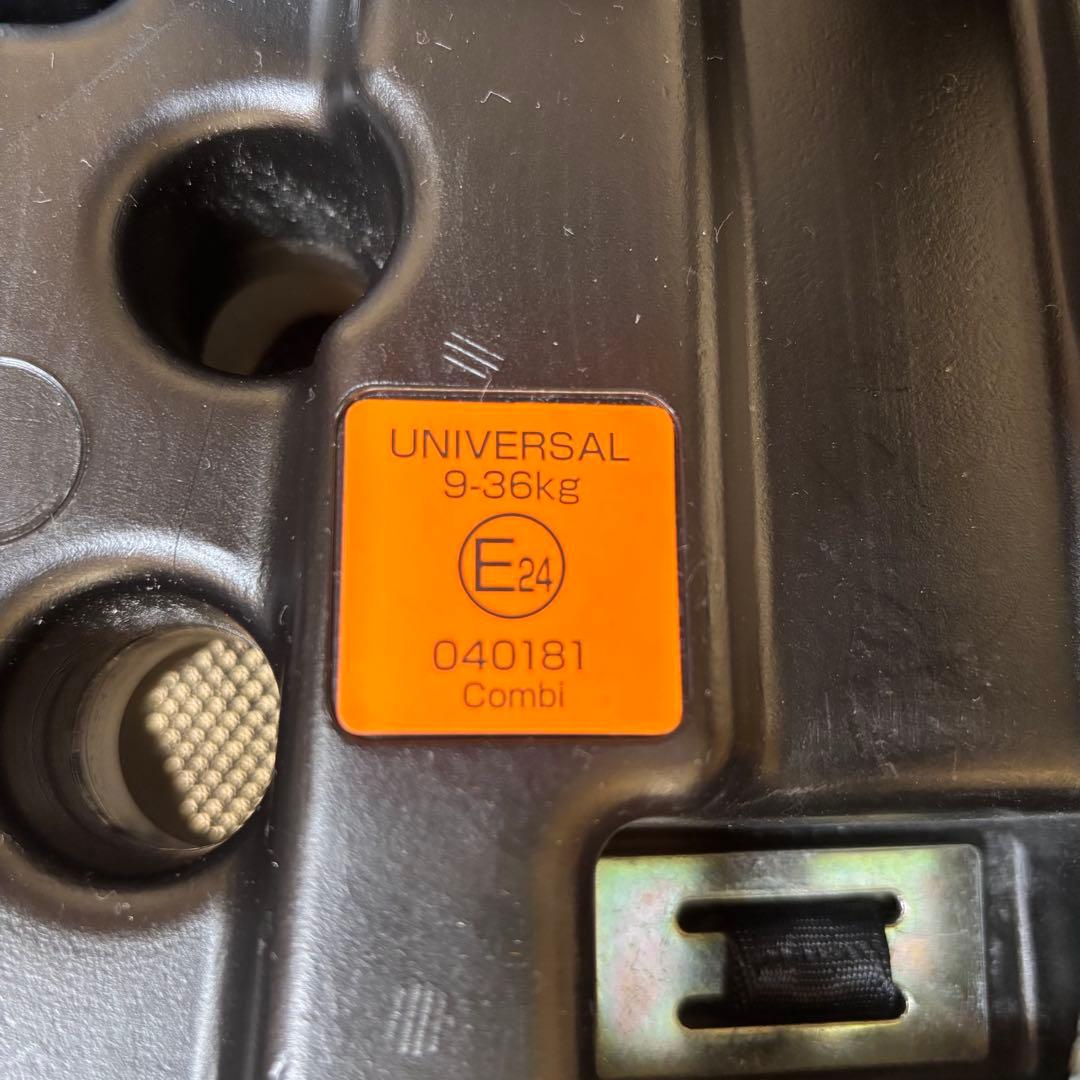 UNIVERSAL
9-36kg
E24
040181
Combi